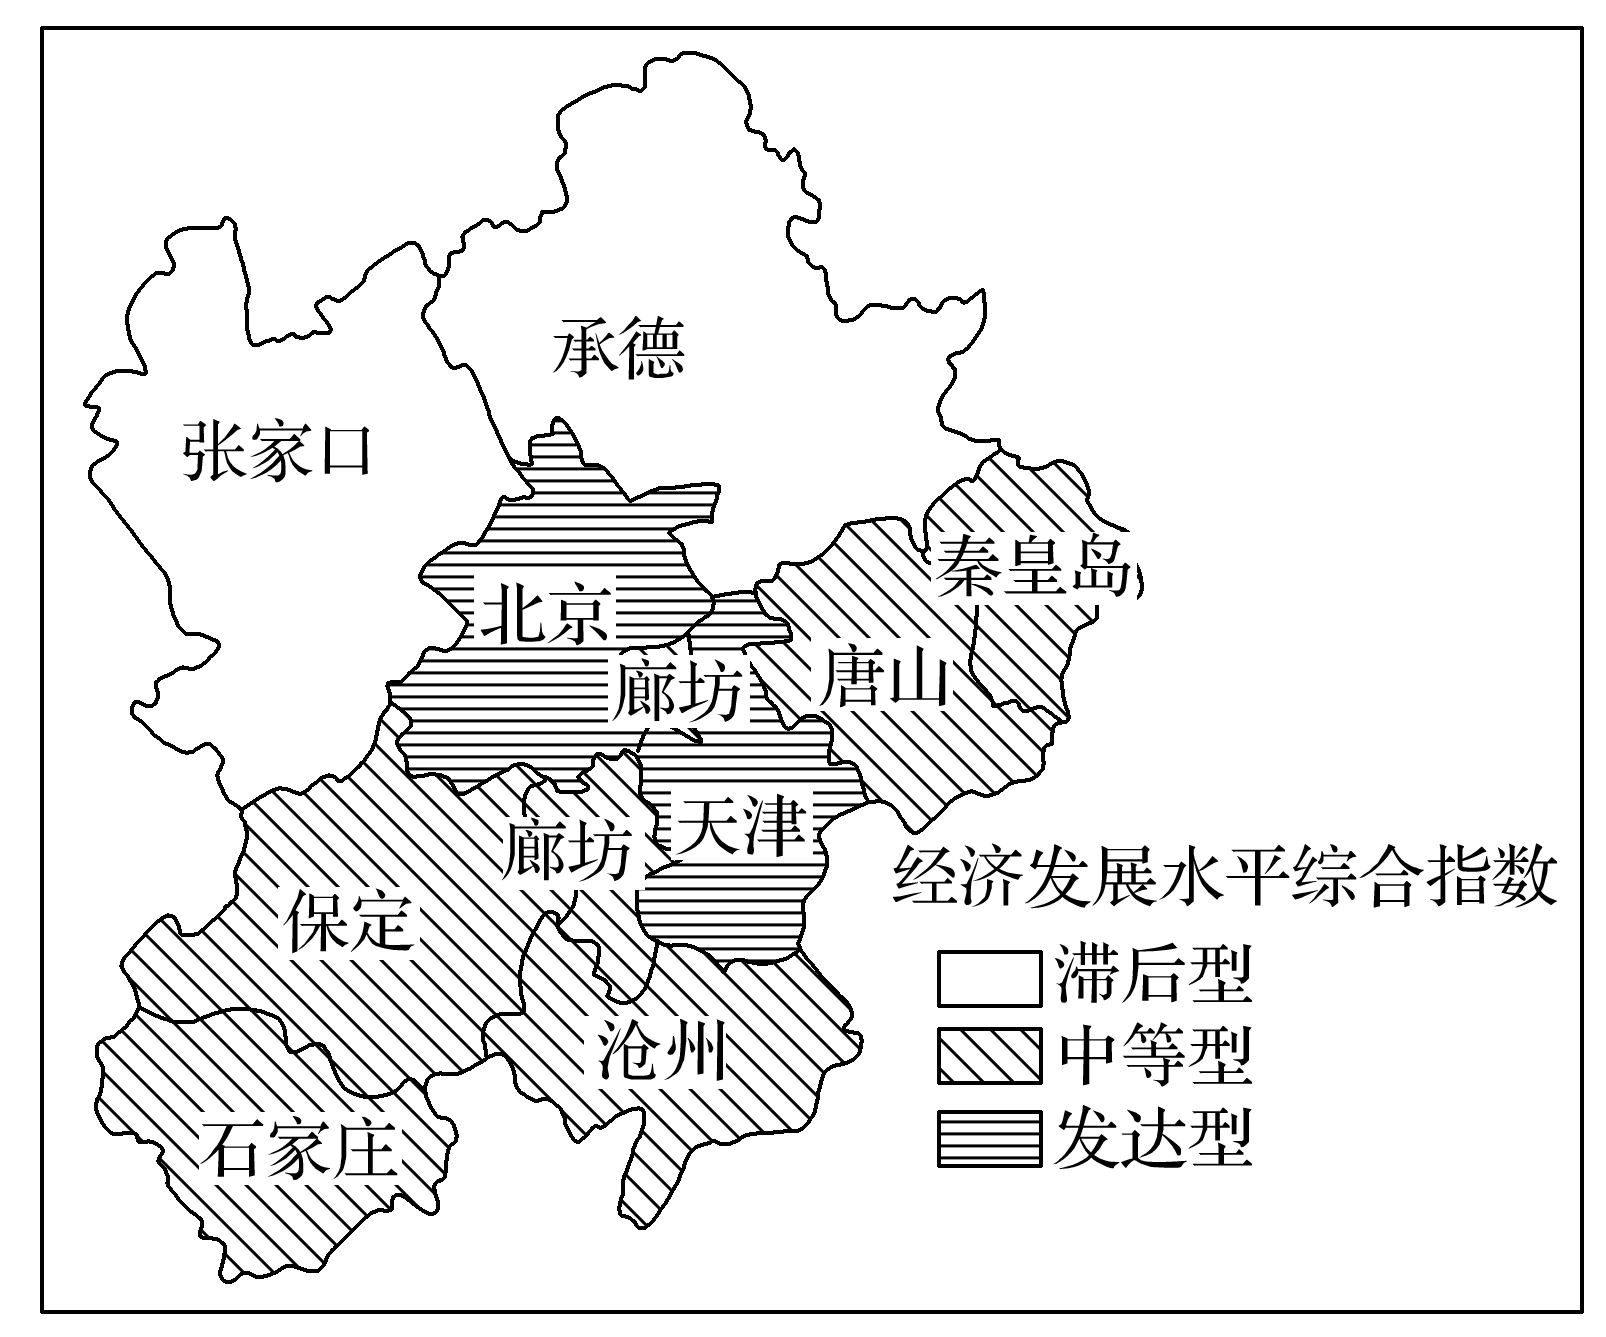 承德
张家口
秦皇岛
北京
唐山
廊坊
天津
廊坊
保定
沧州
石家庄
经济发展水平综合指数
滞后型
中等型
发达型